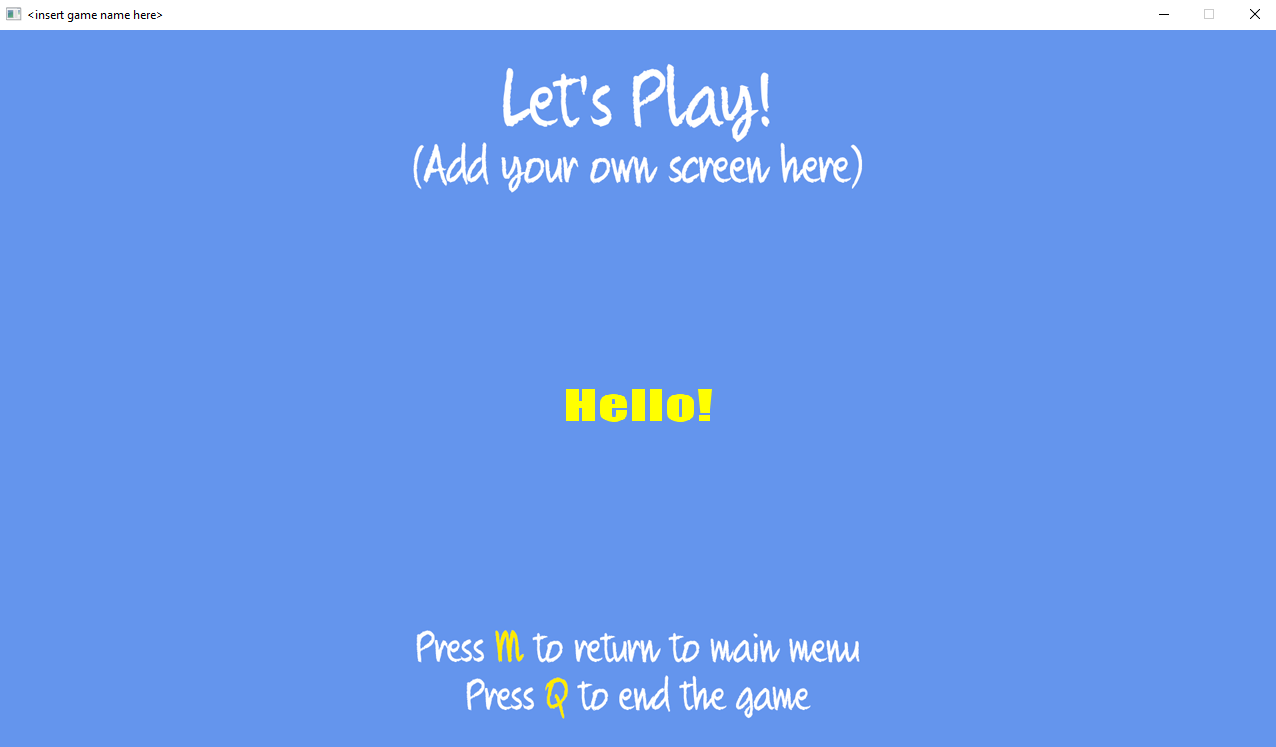 <insert game name here>
Let's Play!
(Add your own screen here)
Hello!
Press M to return to main menu
Press Q to end the game